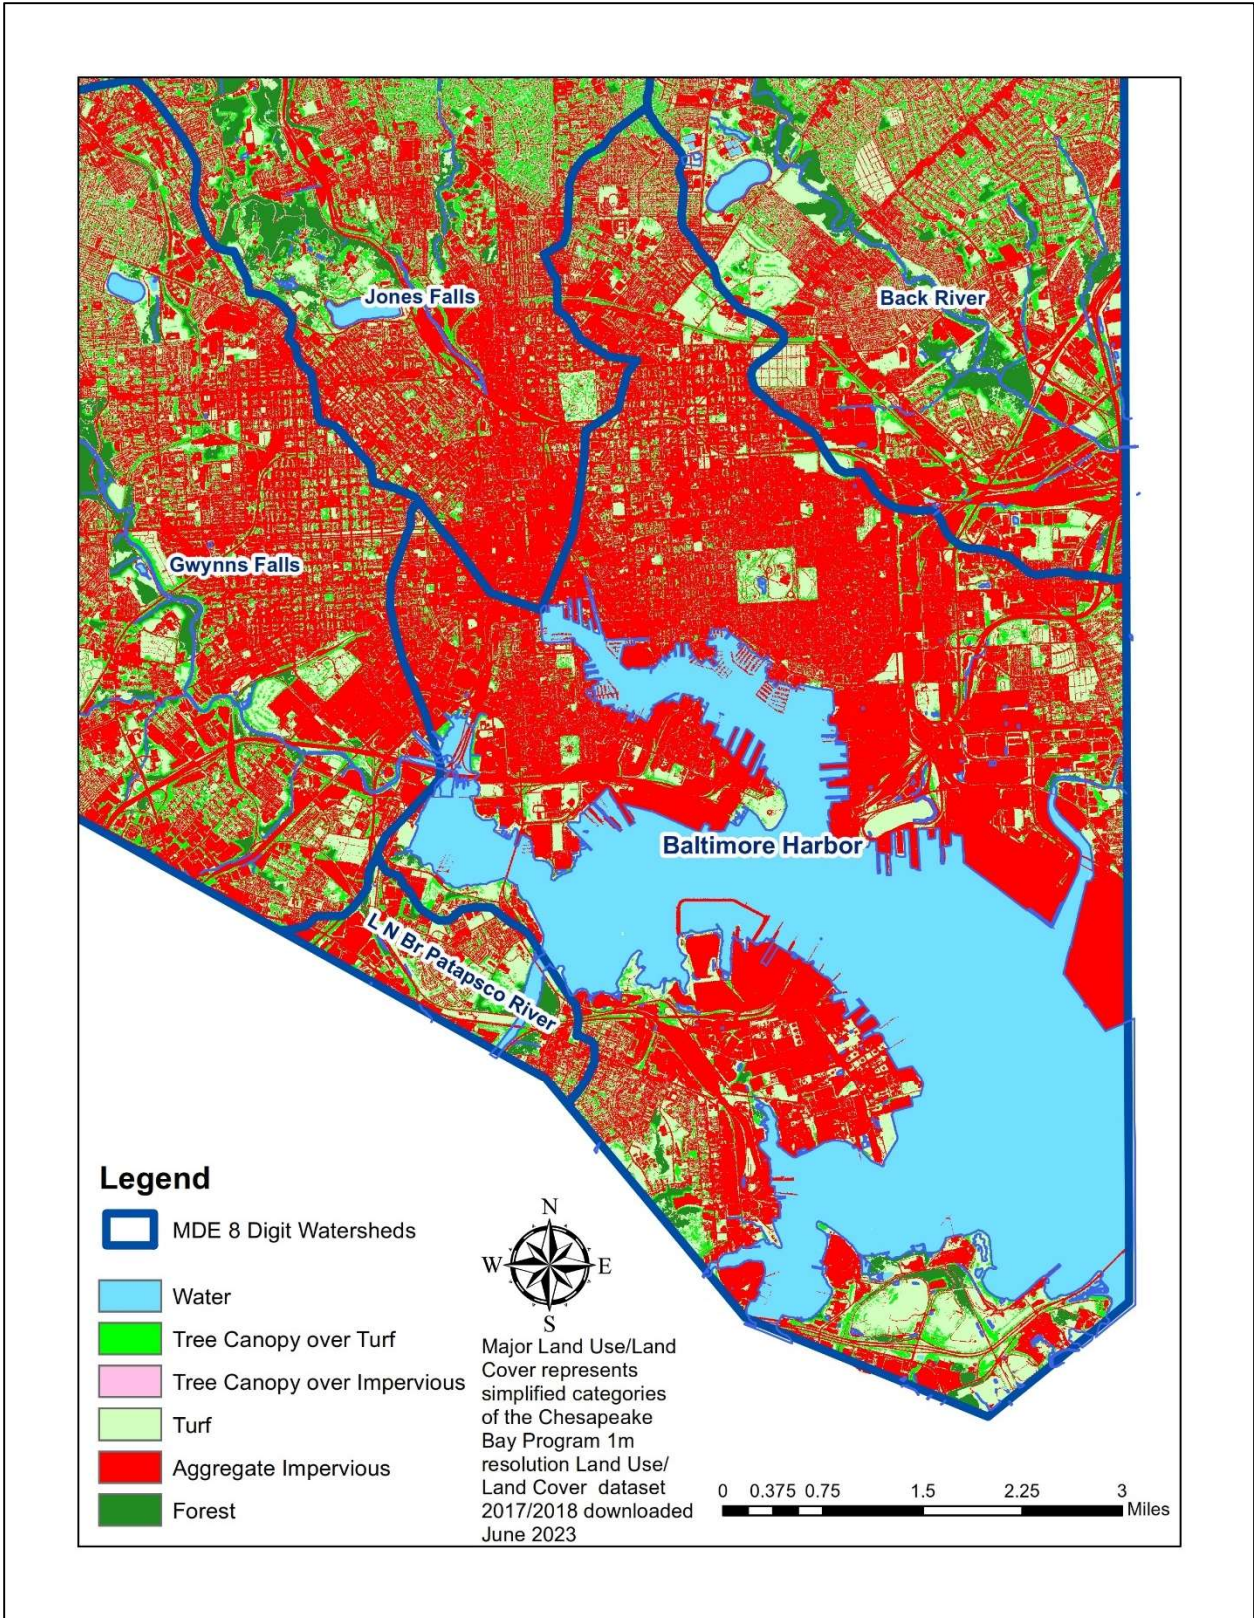 Jones Falls
Back River
Gwynns Falls
Baltimore Harbor
L N Br Patapsco River
Legend
MDE 8 Digit Watersheds
Water
Tree Canopy over Turf
Tree Canopy over Impervious
Turf
Aggregate Impervious
Forest
N
W
E
S
Major Land Use/Land
Cover represents
simplified categories
of the Chesapeake
Bay Program 1m
resolution Land Use/
Land Cover dataset
2017/2018 downloaded
June 2023
0 0.375 0.75 1.5 2.25 3
Miles